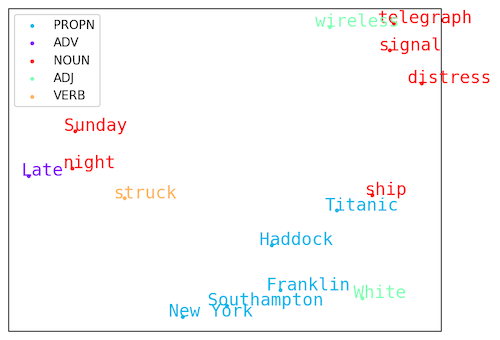 PROPN
ADV
NOUN
ADJ
VERB
wireless
telegraph
signal
distress
Sunday
night
Late
struck
ship
Titanic
Haddock
Franklin
White
Southampton
New York